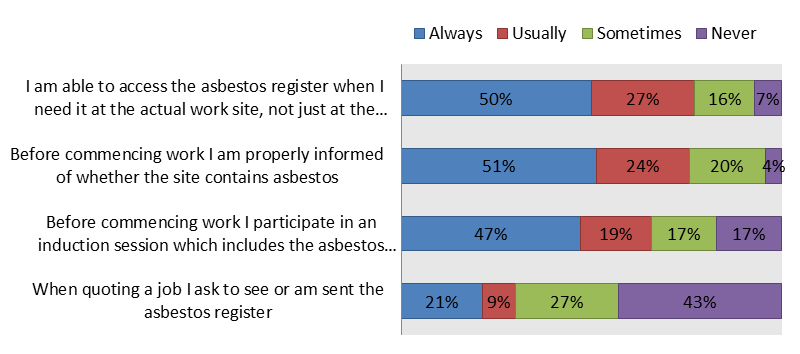 Always Usually Sometimes Never
I am able to access the asbestos register when I
need it at the actual work site, not just at the…
50% 27% 16% 7%
Before commencing work I am properly informed
of whether the site contains asbestos
51% 24% 20% 4%
Before commencing work I participate in an
induction session which includes the asbestos…
47% 19% 17% 17%
When quoting a job I ask to see or am sent the
asbestos register
21% 9% 27% 43%